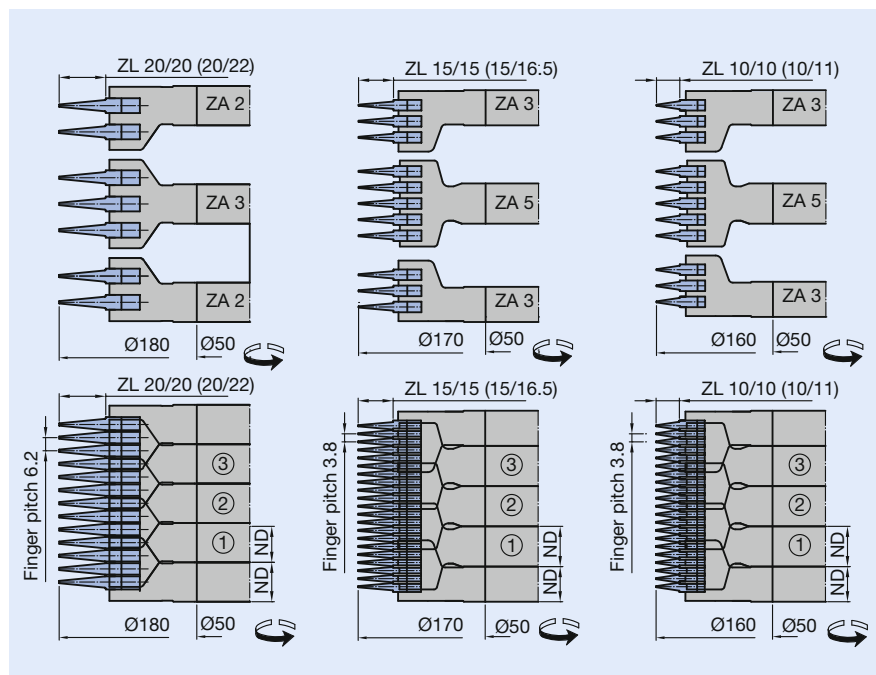 ZL 20/20 (20/22)
ZA 2
ZA 3
ZA 2
Ø180
Ø50
ZL 15/15 (15/16.5)
ZA 3
ZA 5
ZA 3
Ø170
Ø50
ZL 10/10 (10/11)
ZA 3
ZA 5
ZA 3
Ø160
Ø50
ZL 20/20 (20/22)
Finger pitch 6.2
③
②
①
ND
ND
Ø180
Ø50
ZL 15/15 (15/16.5)
Finger pitch 3.8
③
②
①
ND
ND
Ø170
Ø50
ZL 10/10 (10/11)
Finger pitch 3.8
③
②
①
ND
ND
Ø160
Ø50